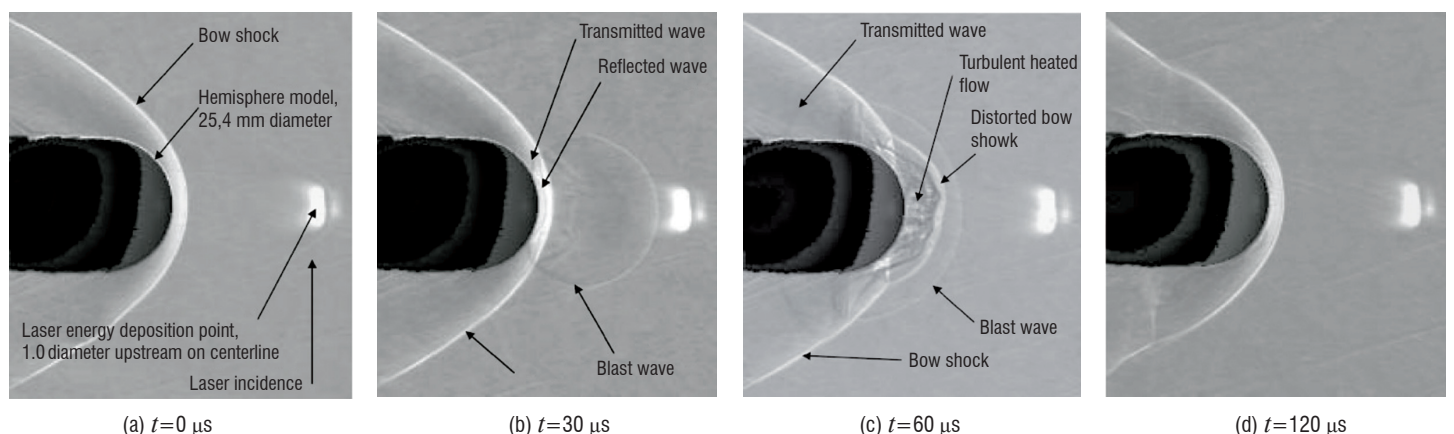 Bow shock
Hemisphere model,
25,4 mm diameter
Laser energy deposition point,
1.0 diameter upstream on centerline
Laser incidence
(a) t=0 μs
Transmitted wave
Reflected wave
Blast wave
(b) t=30 μs
Transmitted wave
Turbulent heated
flow
Distorted bow
showk
Blast wave
Bow shock
(c) t=60 μs
(d) t=120 μs